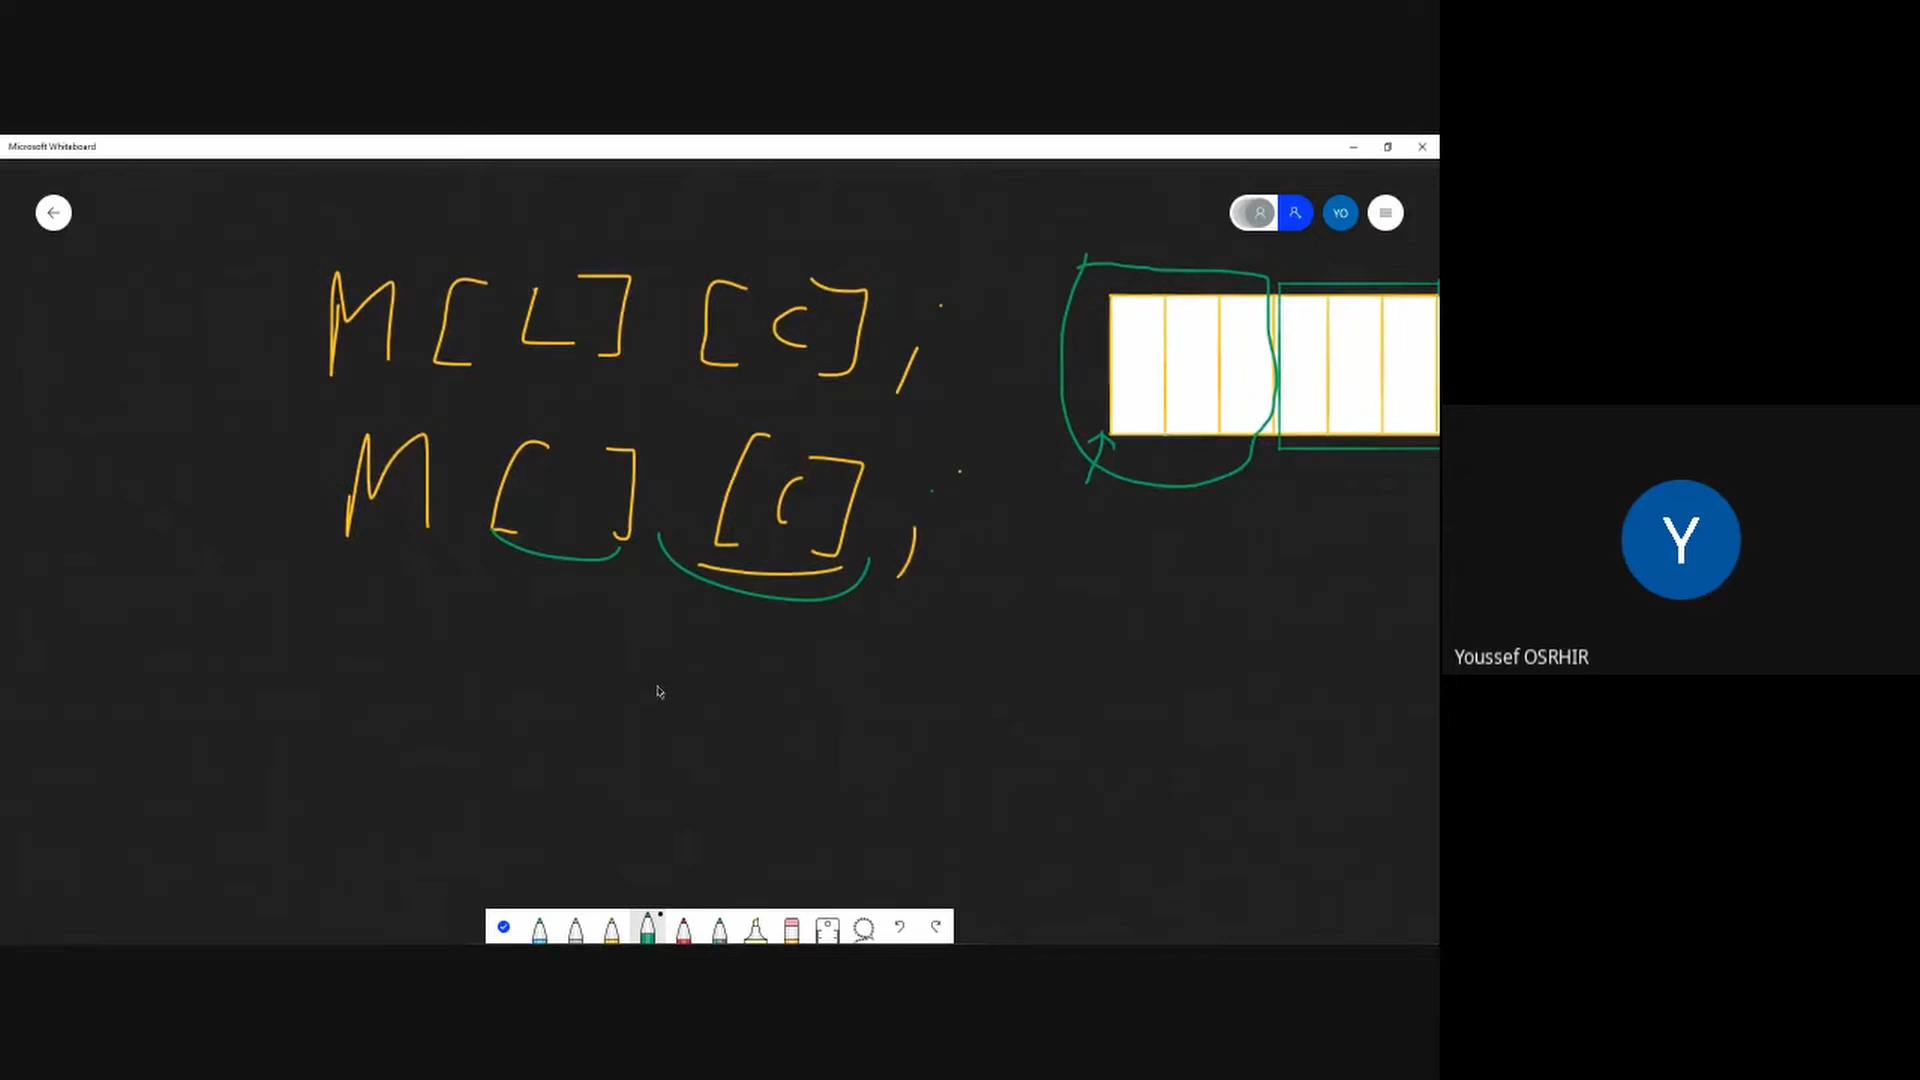 Microsoft Whiteboard
YO
M[L] [C];
M[ ] [C];
Y
Youssef OSRHIR